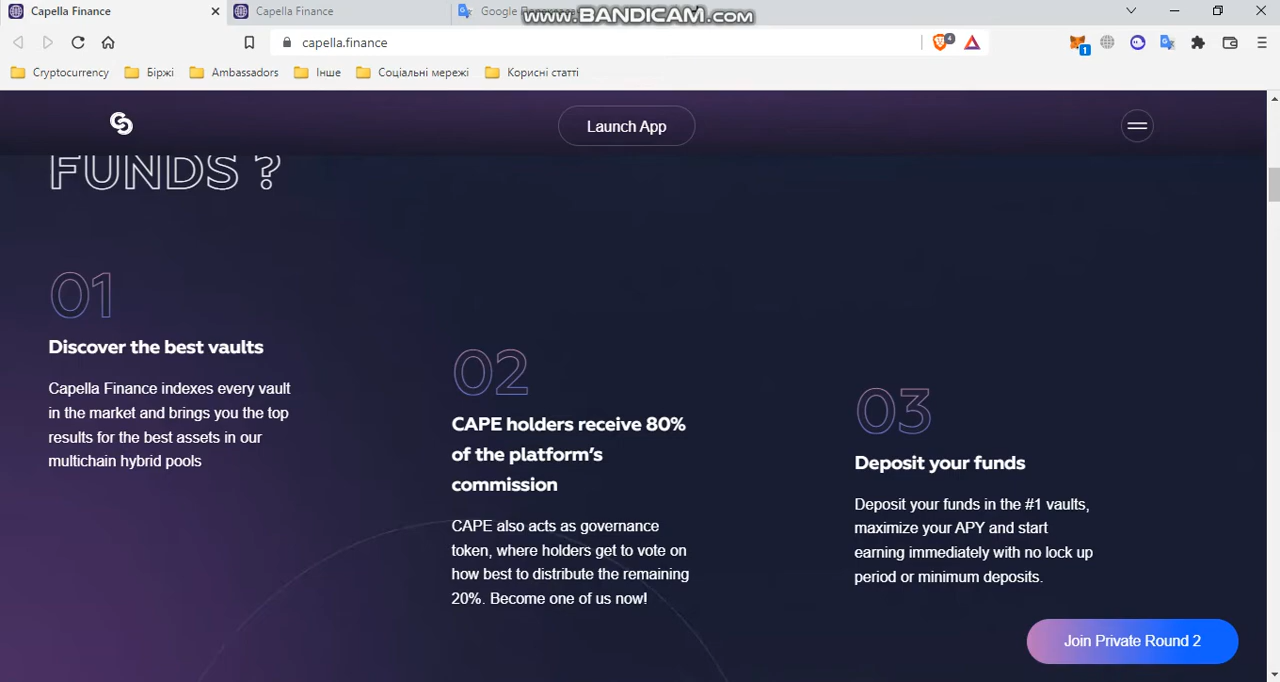 Capella Finance
Capella Finance
Google
www.BANDICAM.com
capella.finance
4
1
Cryptocurrency
Біржі
Ambassadors
Інше
Соціальні мережі
Корисні статті
Launch App
FUNDS ?
01
Discover the best vaults
Capella Finance indexes every vault
in the market and brings you the top
results for the best assets in our
multichain hybrid pools
02
CAPE holders receive 80%
of the platform's
commission
CAPE also acts as governance
token, where holders get to vote on
how best to distribute the remaining
20%. Become one of us now!
03
Deposit your funds
Deposit your funds in the #1 vaults,
maximize your APY and start
earning immediately with no lock up
period or minimum deposits.
Join Private Round 2